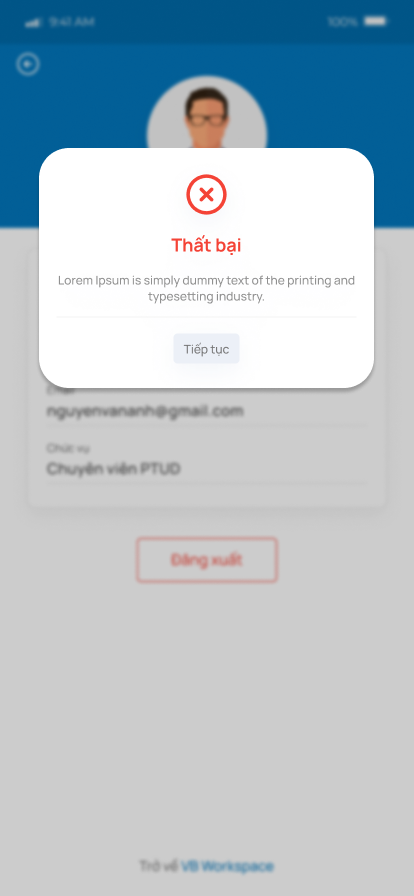 9:41 AM
100%
Thất bại
Lorem Ipsum is simply dummy text of the printing and
typesetting industry.
Tiếp tục
nguyenvananh@gmail.com
Chức vụ
Chuyên viên PTUD
Đăng xuất
Trở về VB Workspace